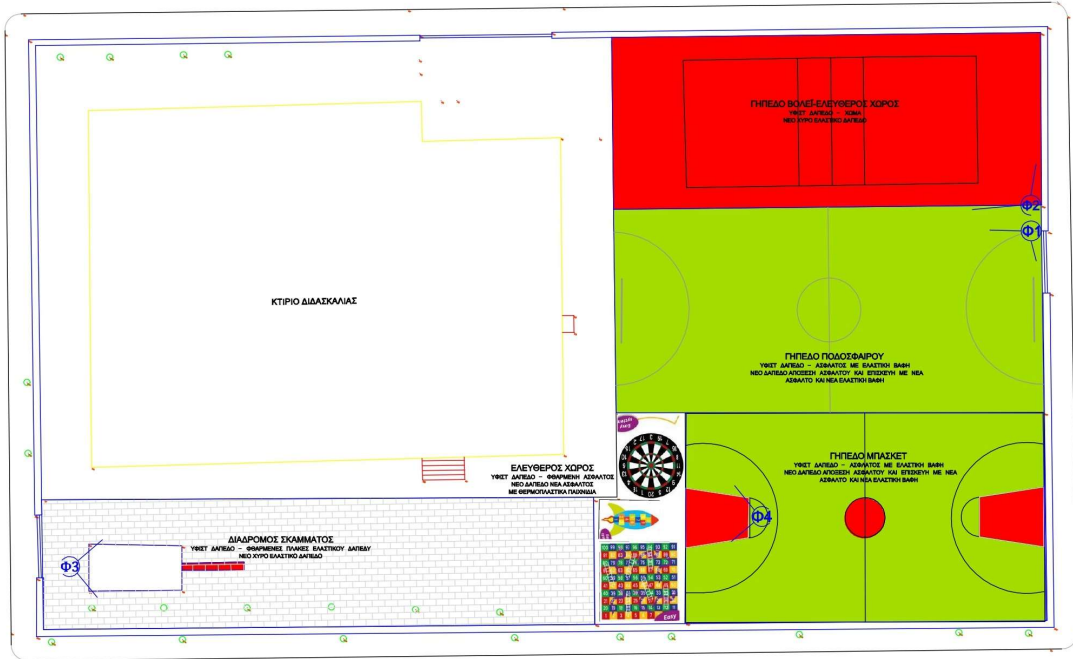 ΓΗΠΕΔΟ ΒΟΛΕΪ-ΕΛΕΥΘΕΡΟΣ ΧΩΡΟΣ
ΥΦΙΣΤ ΔΑΠΕΔΟ - ΧΩΜΑ
ΝΕΟ ΧΥΡΟ ΕΛΑΣΤΙΚΟ ΔΑΠΕΔΟ
Φ2
Φ1
ΚΤΙΡΙΟ ΔΙΔΑΣΚΑΛΙΑΣ
ΓΗΠΕΔΟ ΠΟΔΟΣΦΑΙΡΟΥ
ΥΦΙΣΤ ΔΑΠΕΔΟ - ΑΣΦΑΛΤΟΣ ΜΕ ΕΛΑΣΤΙΚΗ ΒΑΦΗ
ΝΕΟ ΔΑΠΕΔΟ ΑΠΟΞΕΣΗ ΑΣΦΑΛΤΟΥ ΚΑΙ ΕΠΙΣΚΕΥΗ ΜΕ ΝΕΑ
ΑΣΦΑΛΤΟ ΚΑΙ ΝΕΑ ΕΛΑΣΤΙΚΗ ΒΑΦΗ
ΕΛΕΥΘΕΡΟΣ ΧΩΡΟΣ
ΥΦΙΣΤ ΔΑΠΕΔΟ - ΦΘΑΡΜΕΝΗ ΑΣΦΑΛΤΟΣ
ΝΕΟ ΔΑΠΕΔΟ ΝΕΑ ΑΣΦΑΛΤΟΣ
ΜΕ ΘΕΡΜΟΠΛΑΣΤΙΚΑ ΠΑΙΧΝΙΔΙΑ
ΓΗΠΕΔΟ ΜΠΑΣΚΕΤ
ΥΦΙΣΤ ΔΑΠΕΔΟ - ΑΣΦΑΛΤΟΣ ΜΕ ΕΛΑΣΤΙΚΗ ΒΑΦΗ
ΝΕΟ ΔΑΠΕΔΟ ΑΠΟΞΕΣΗ ΑΣΦΑΛΤΟΥ ΚΑΙ ΕΠΙΣΚΕΥΗ ΜΕ ΝΕΑ
ΑΣΦΑΛΤΟ ΚΑΙ ΝΕΑ ΕΛΑΣΤΙΚΗ ΒΑΦΗ
Φ4
ΔΙΑΔΡΟΜΟΣ ΣΚΑΜΜΑΤΟΣ
ΥΦΙΣΤ ΔΑΠΕΔΟ - ΦΘΑΡΜΕΝΕΣ ΠΛΑΚΕΣ ΕΛΑΣΤΙΚΟΥ ΔΑΠΕΔΟΥ
ΝΕΟ ΧΥΡΟ ΕΛΑΣΤΙΚΟ ΔΑΠΕΔΟ
Φ3
Easy